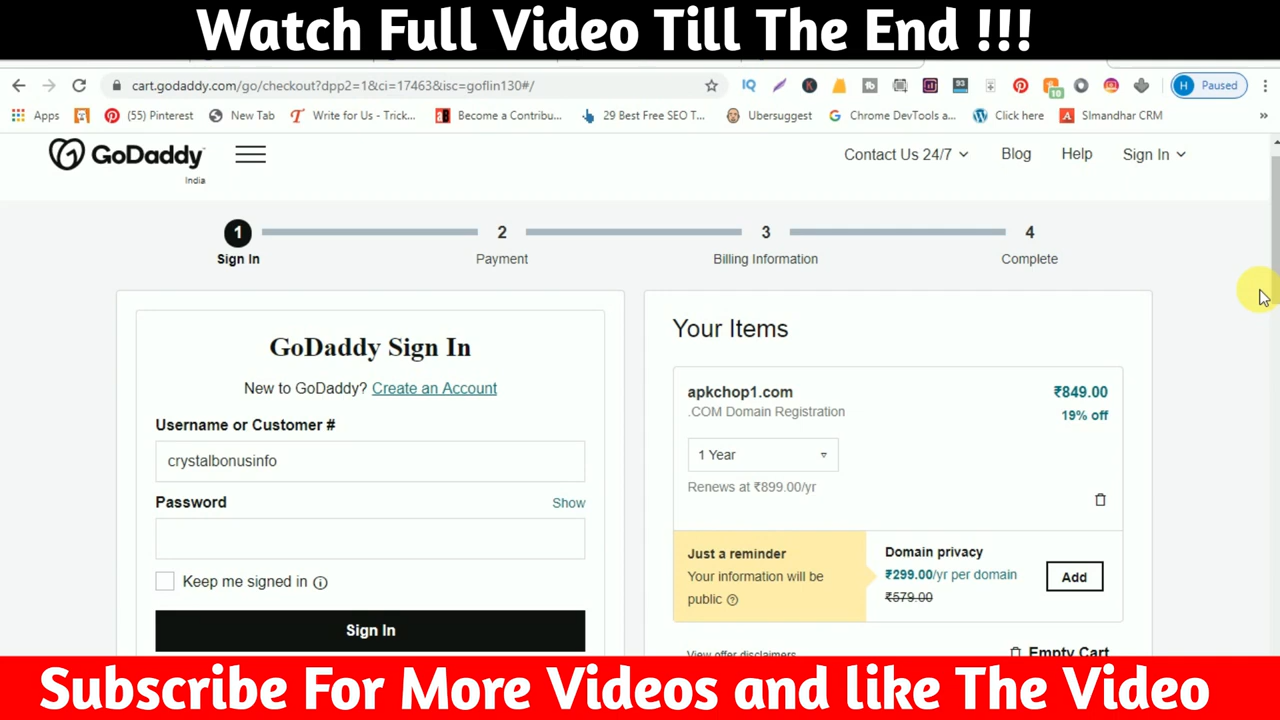 Watch Full Video Till The End !!!
cart.godaddy.com/go/checkout?dpp2=1&ci=17463&isc=goflin130#/
IQ
93
10
H Paused
Apps
(55) Pinterest
New Tab
Write for Us - Trick...
Become a Contribu...
29 Best Free SEO T...
Ubersuggest
Chrome DevTools a...
Click here
SImandhar CRM
»
GoDaddy
India
Contact Us 24/7
Blog
Help
Sign In
1
2
3
4
Sign In
Payment
Billing Information
Complete
GoDaddy Sign In
New to GoDaddy? Create an Account
Username or Customer #
crystalbonusinfo
Password
Show
Keep me signed in
Sign In
Your Items
apkchop1.com
₹849.00
.COM Domain Registration
19% off
1 Year
Renews at ₹899.00/yr
Just a reminder
Your information will be
public
Domain privacy
₹299.00/yr per domain
₹579.00
Add
View offer disclaimers
Empty Cart
Subscribe For More Videos and like The Video